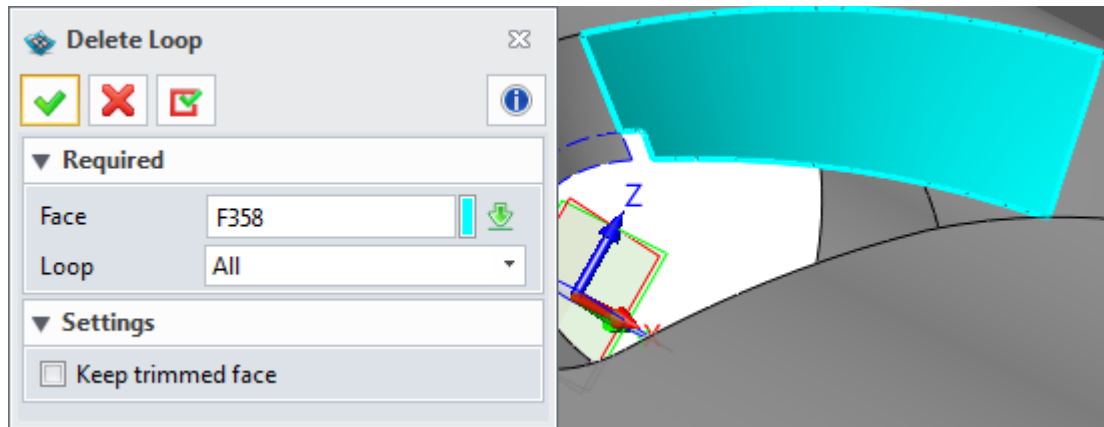 Delete Loop
Required
Face F358
Loop All
Settings
Keep trimmed face
Z
X